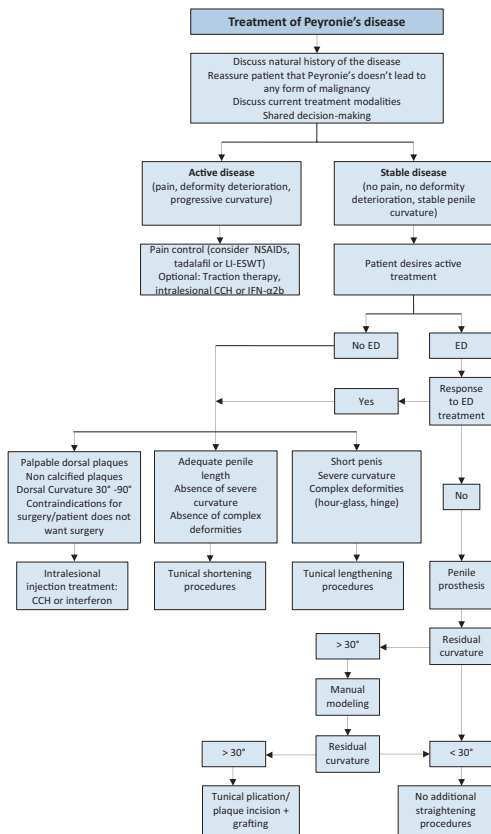 Treatment of Peyronie's disease
Discuss natural history of the disease
Reassure patient that Peyronie's doesn't lead to
any form of malignancy
Discuss current treatment modalities
Shared decision-making
Active disease
(pain, deformity deterioration,
progressive curvature)
Stable disease
(no pain, no deformity
deterioration, stable penile
curvature)
Pain control (consider NSAIDs,
tadalafil or LI-ESWT)
Optional: Traction therapy,
intralesional CCH or IFN-α2b
Patient desires active
treatment
No ED
ED
Yes
Response
to ED
treatment
Palpable dorsal plaques
Non calcified plaques
Dorsal Curvature 30° -90°
Contraindications for
surgery/patient does not
want surgery
Adequate penile
length
Absence of severe
curvature
Absence of complex
deformities
Short penis
Severe curvature
Complex deformities
(hour-glass, hinge)
No
Intralesional
injection treatment:
CCH or interferon
Tunical shortening
procedures
Tunical lengthening
procedures
Penile
prosthesis
> 30°
Residual
curvature
Manual
modeling
> 30°
Residual
curvature
< 30°
Tunical plication/
plaque incision +
grafting
No additional
straightening
procedures